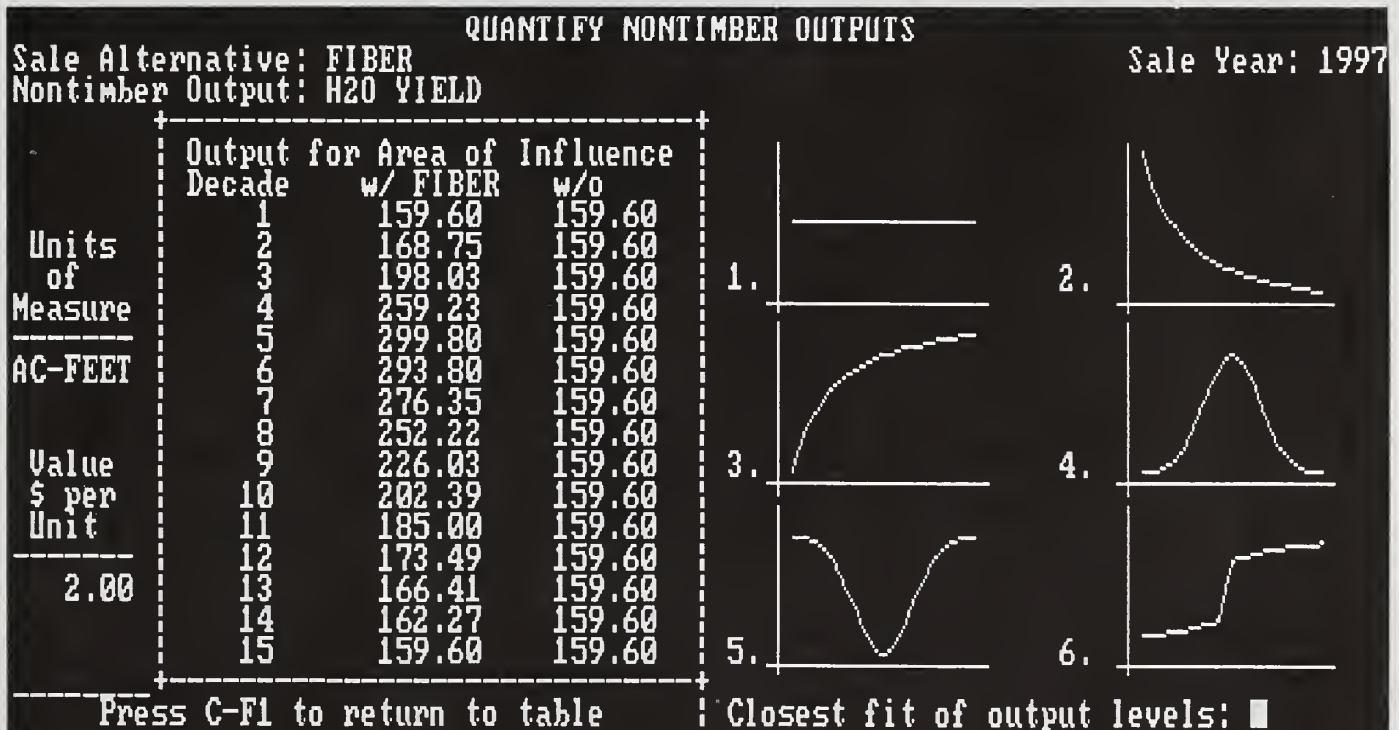 QUANTIFY NONTIMBER OUTPUTS
Sale Alternative: FIBER Sale Year: 1997
Nontimber Output: H2O YIELD
Output for Area of Influence
Decade w/ FIBER w/o
1 159.60 159.60
2 168.75 159.60
3 198.03 159.60
4 259.23 159.60
5 299.80 159.60
6 293.80 159.60
7 276.35 159.60
8 252.22 159.60
9 226.03 159.60
10 202.39 159.60
11 185.00 159.60
12 173.49 159.60
13 166.41 159.60
14 162.27 159.60
15 159.60 159.60
Units
of
Measure
AC-FEET
Value
$ per
Unit
2.00
1. 2.
3. 4.
5. 6.
Press C-F1 to return to table
Closest fit of output levels: